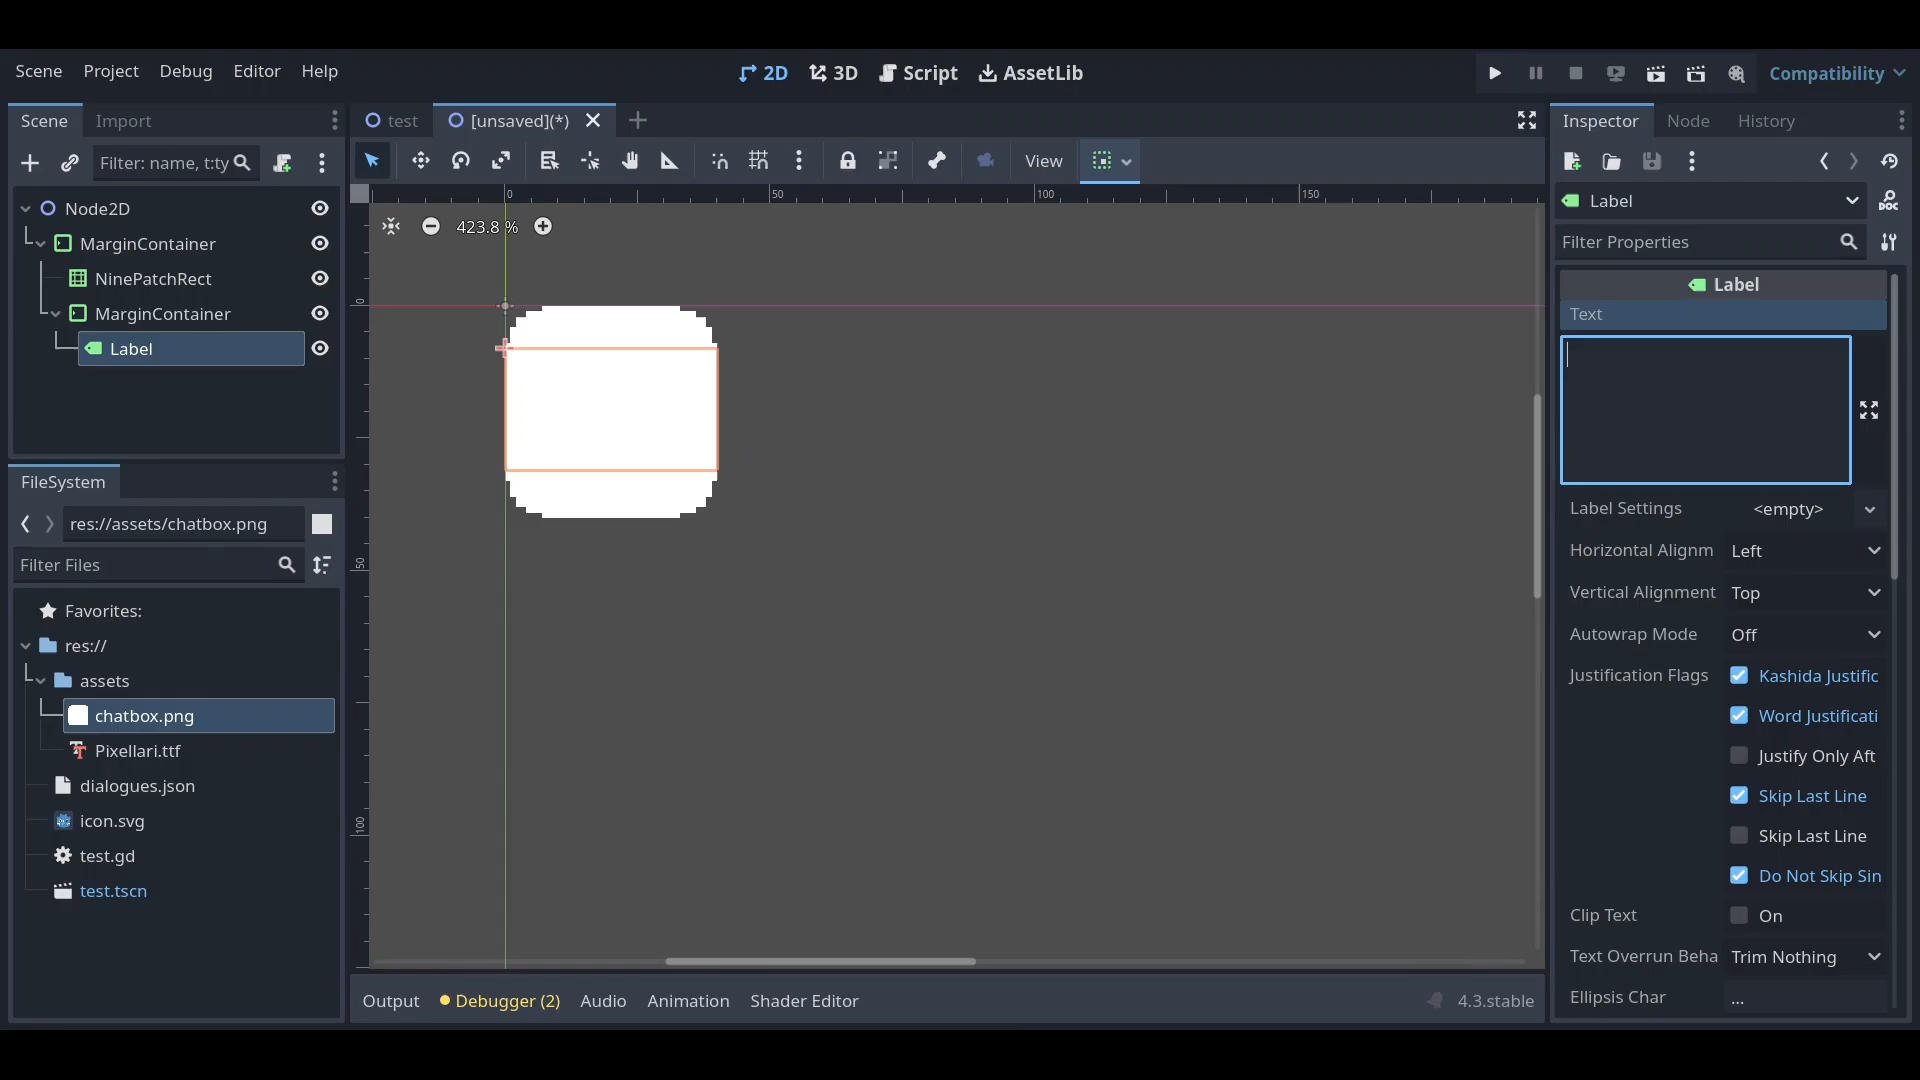 Scene Project Debug Editor Help
2D 3D Script AssetLib
Compatibility
Scene Import
Filter: name, t:ty
Node2D
MarginContainer
NinePatchRect
MarginContainer
Label
FileSystem
res://assets/chatbox.png
Filter Files
Favorites:
res://
assets
chatbox.png
Pixellari.ttf
dialogues.json
icon.svg
test.gd
test.tscn
test [unsaved](*)
View
0 50 100 150
423.8 %
0
50
100
Output Debugger (2) Audio Animation Shader Editor 4.3.stable
Inspector Node History
Label
Filter Properties
Label
Text
Label Settings <empty>
Horizontal Alignm Left
Vertical Alignment Top
Autowrap Mode Off
Justification Flags Kashida Justific
Word Justificati
Justify Only Aft
Skip Last Line
Skip Last Line
Do Not Skip Sin
Clip Text On
Text Overrun Beha Trim Nothing
Ellipsis Char ...